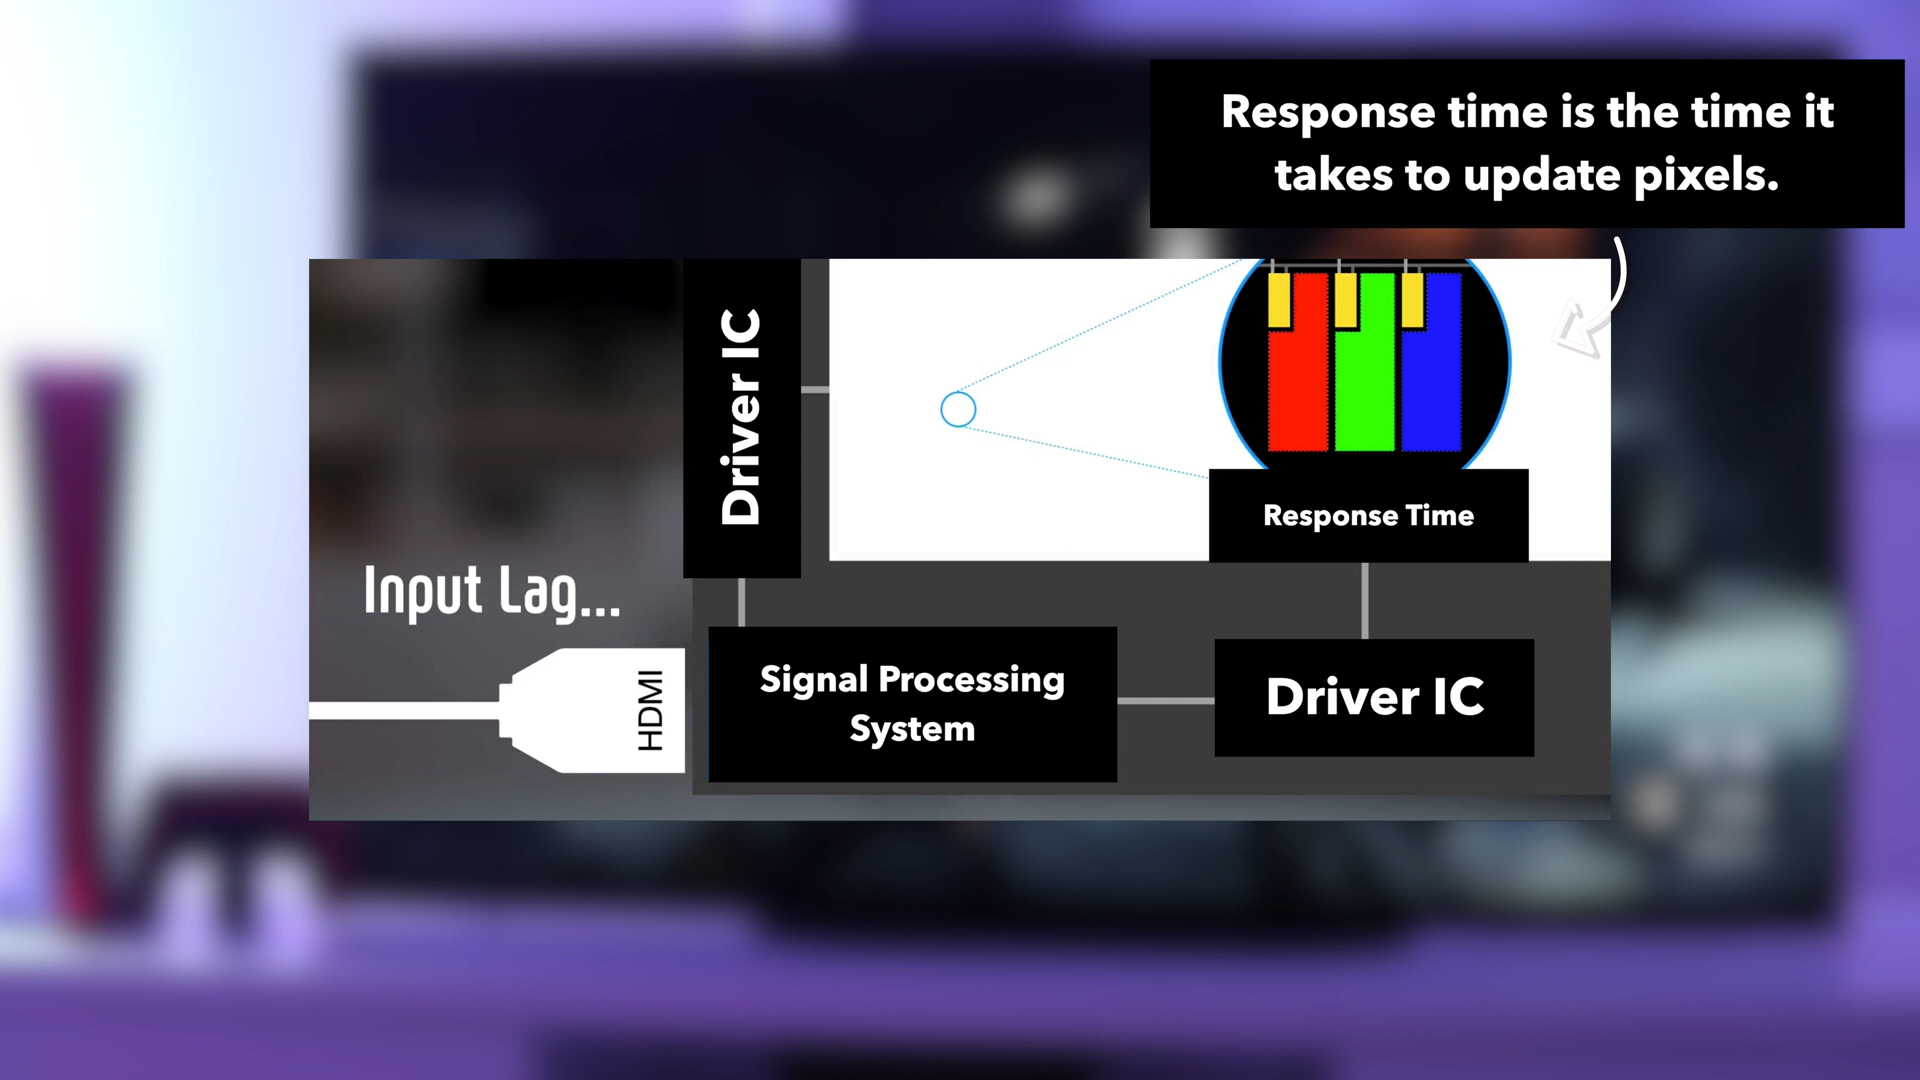 Response time is the time it
takes to update pixels.
Driver IC
Response Time
Input Lag...
HDMI
Signal Processing
System
Driver IC